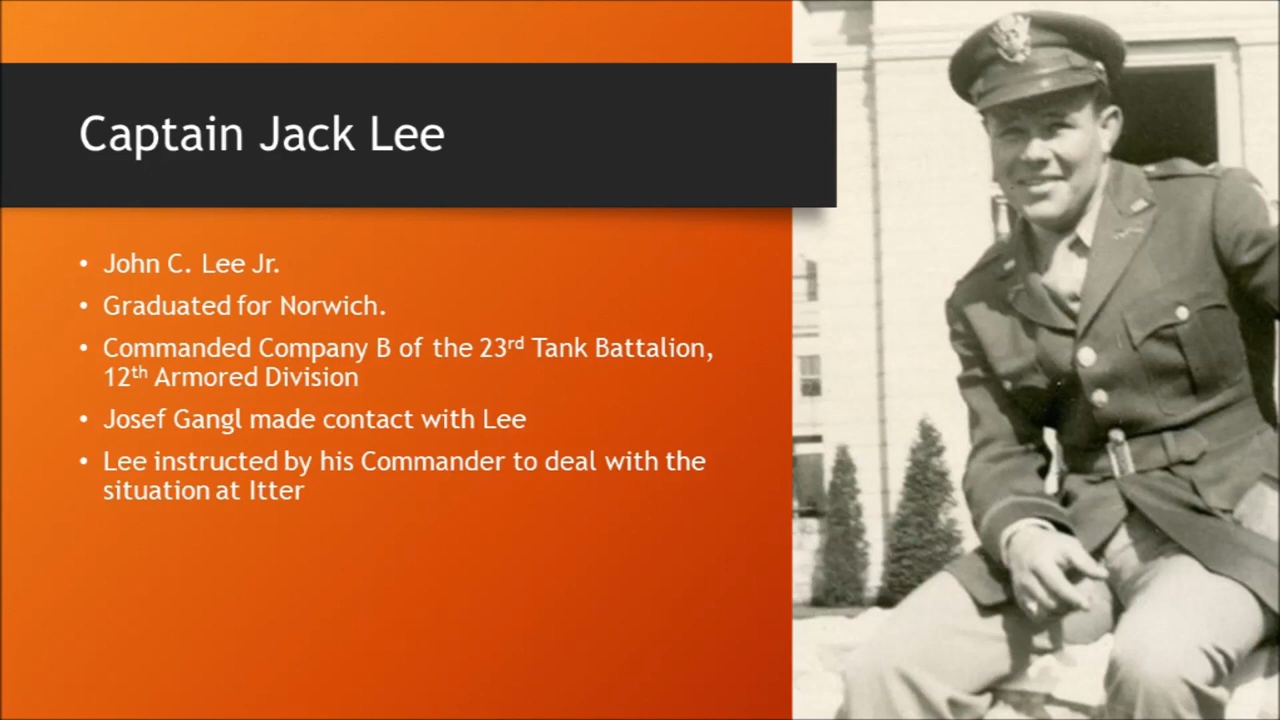 Captain Jack Lee
• John C. Lee Jr.
• Graduated for Norwich.
• Commanded Company B of the 23rd Tank Battalion,
12th Armored Division
• Josef Gangl made contact with Lee
• Lee instructed by his Commander to deal with the
situation at Itter